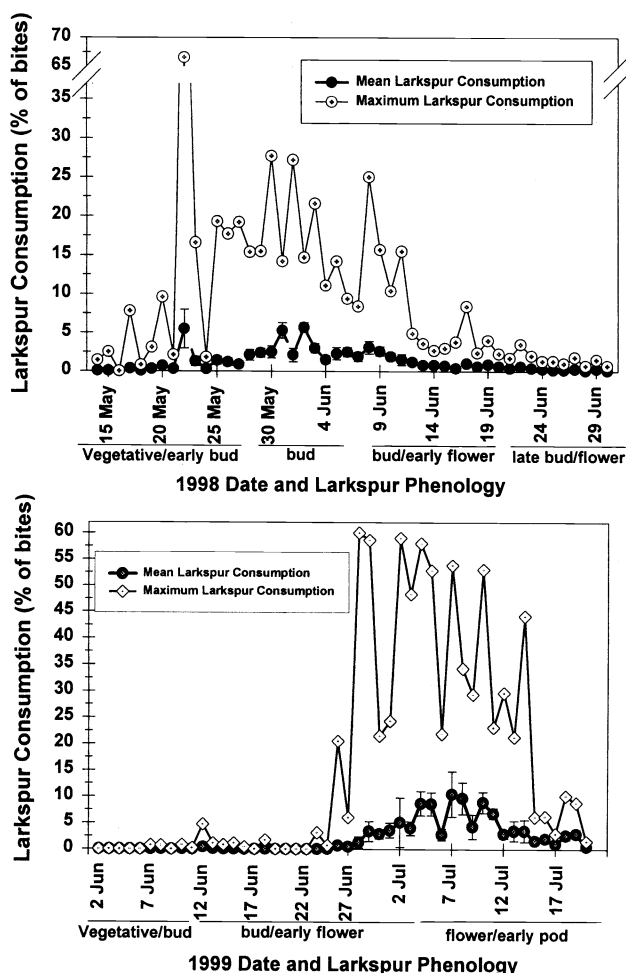 70
65
35
30
25
20
15
10
5
0
Larkspur Consumption (% of bites)
Mean Larkspur Consumption
Maximum Larkspur Consumption
15 May
20 May
25 May
30 May
4 Jun
9 Jun
14 Jun
19 Jun
24 Jun
29 Jun
Vegetative/early bud
bud
bud/early flower
late bud/flower
1998 Date and Larkspur Phenology
60
55
50
45
40
35
30
25
20
15
10
5
0
Larkspur Consumption (% of bites)
Mean Larkspur Consumption
Maximum Larkspur Consumption
2 Jun
7 Jun
12 Jun
17 Jun
22 Jun
27 Jun
2 Jul
7 Jul
12 Jul
17 Jul
Vegetative/bud
bud/early flower
flower/early pod
1999 Date and Larkspur Phenology